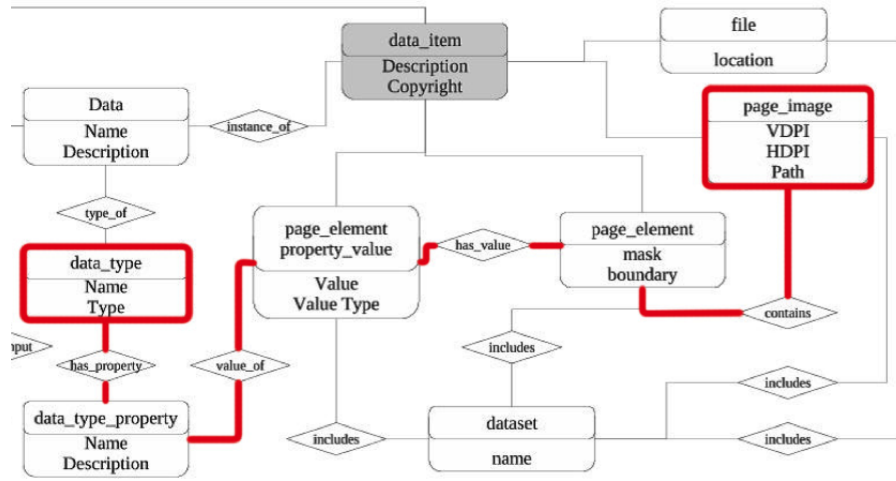 file
data_item
location
Description
Copyright
Data
page_image
Name
Description
instance_of
VDPI
HDPI
Path
type_of
page_element
property_value
has_value
page_element
data_type
mask
boundary
Name
Type
Value
Value Type
contains
has_property
value_of
includes
includes
data_type_property
dataset
Name
Description
includes
includes
name